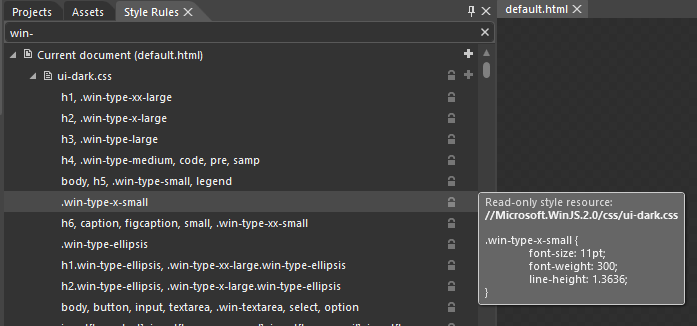 Projects Assets Style Rules
default.html
win-
Current document (default.html)
ui-dark.css
h1, .win-type-xx-large
h2, .win-type-x-large
h3, .win-type-large
h4, .win-type-medium, code, pre, samp
body, h5, .win-type-small, legend
.win-type-x-small
h6, caption, figcaption, small, .win-type-xx-small
.win-type-ellipsis
h1.win-type-ellipsis, .win-type-xx-large.win-type-ellipsis
h2.win-type-ellipsis, .win-type-x-large.win-type-ellipsis
body, button, input, textarea, .win-textarea, select, option
Read-only style resource:
//Microsoft.WinJS.2.0/css/ui-dark.css
.win-type-x-small {
font-size: 11pt;
font-weight: 300;
line-height: 1.3636;
}